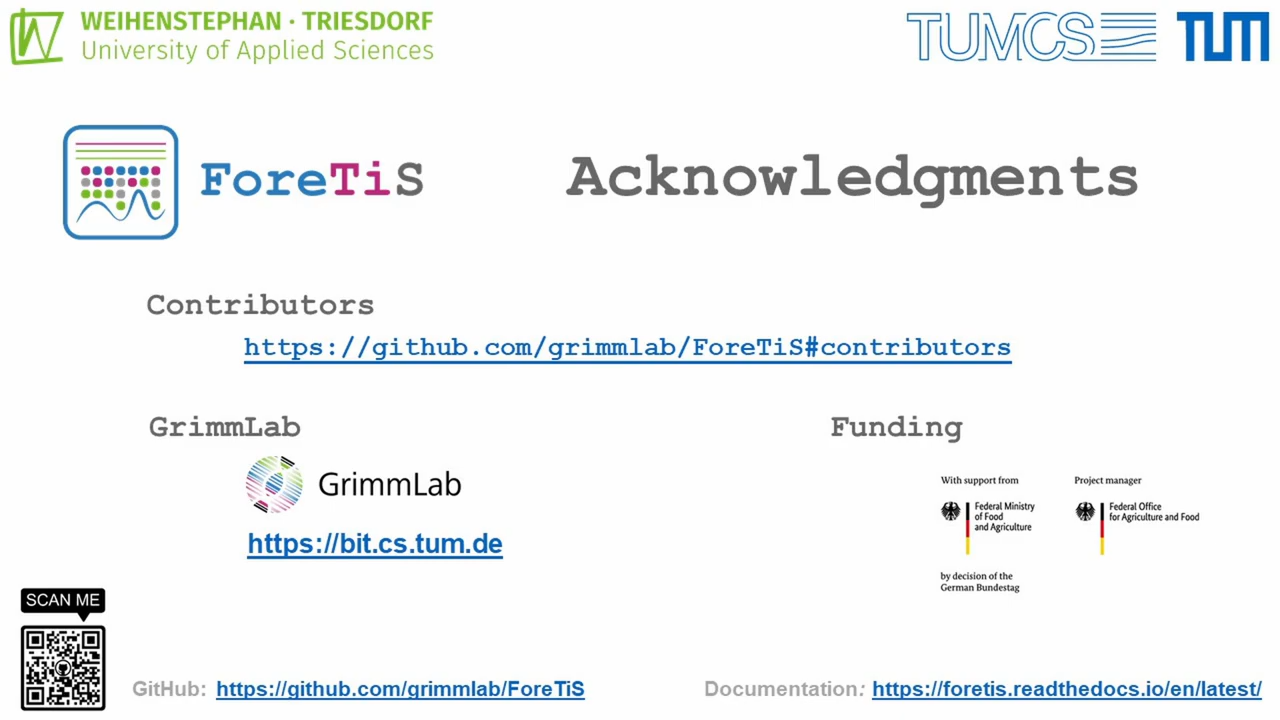 WEIHENSTEPHAN · TRIESDORF
University of Applied Sciences
TUMCS TUM
ForeTiS
Acknowledgments
Contributors
https://github.com/grimmlab/ForeTiS#contributors
GrimmLab
GrimmLab
https://bit.cs.tum.de
Funding
With support from
Federal Ministry
of Food
and Agriculture
by decision of the
German Bundestag
Project manager
Federal Office
for Agriculture and Food
SCAN ME
GitHub: https://github.com/grimmlab/ForeTiS
Documentation: https://foretis.readthedocs.io/en/latest/